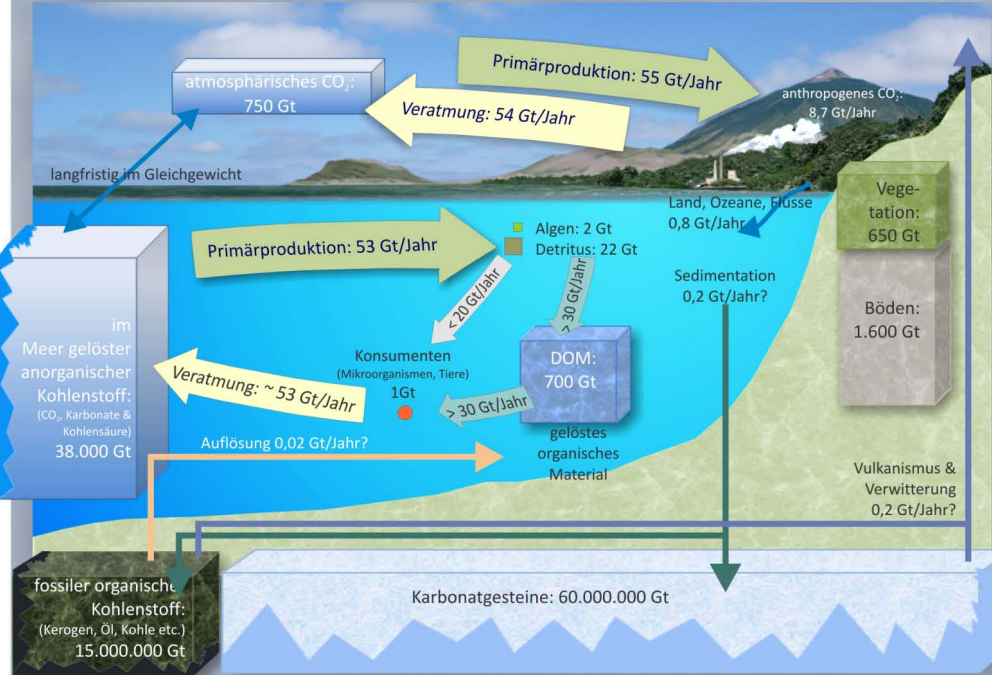 atmosphärisches CO₂:
750 Gt
Primärproduktion: 55 Gt/Jahr
Veratmung: 54 Gt/Jahr
anthropogenes CO₂:
8,7 Gt/Jahr
langfristig im Gleichgewicht
Land, Ozeane, Flüsse
0,8 Gt/Jahr
Vege-
tation:
650 Gt
Böden:
1.600 Gt
Primärproduktion: 53 Gt/Jahr
Algen: 2 Gt
Detritus: 22 Gt
< 20 Gt/Jahr
> 30 Gt/Jahr
Sedimentation
0,2 Gt/Jahr?
im
Meer gelöster
anorganischer
Kohlenstoff:
(CO₂, Karbonate &
Kohlensäure)
38.000 Gt
Konsumenten
(Mikroorganismen, Tiere)
1Gt
DOM:
700 Gt
> 30 Gt/Jahr
Veratmung: ~ 53 Gt/Jahr
gelöstes
organisches
Material
Auflösung 0,02 Gt/Jahr?
Vulkanismus &
Verwitterung
0,2 Gt/Jahr?
fossiler organischer
Kohlenstoff:
(Kerogen, Öl, Kohle etc.)
15.000.000 Gt
Karbonatgesteine: 60.000.000 Gt